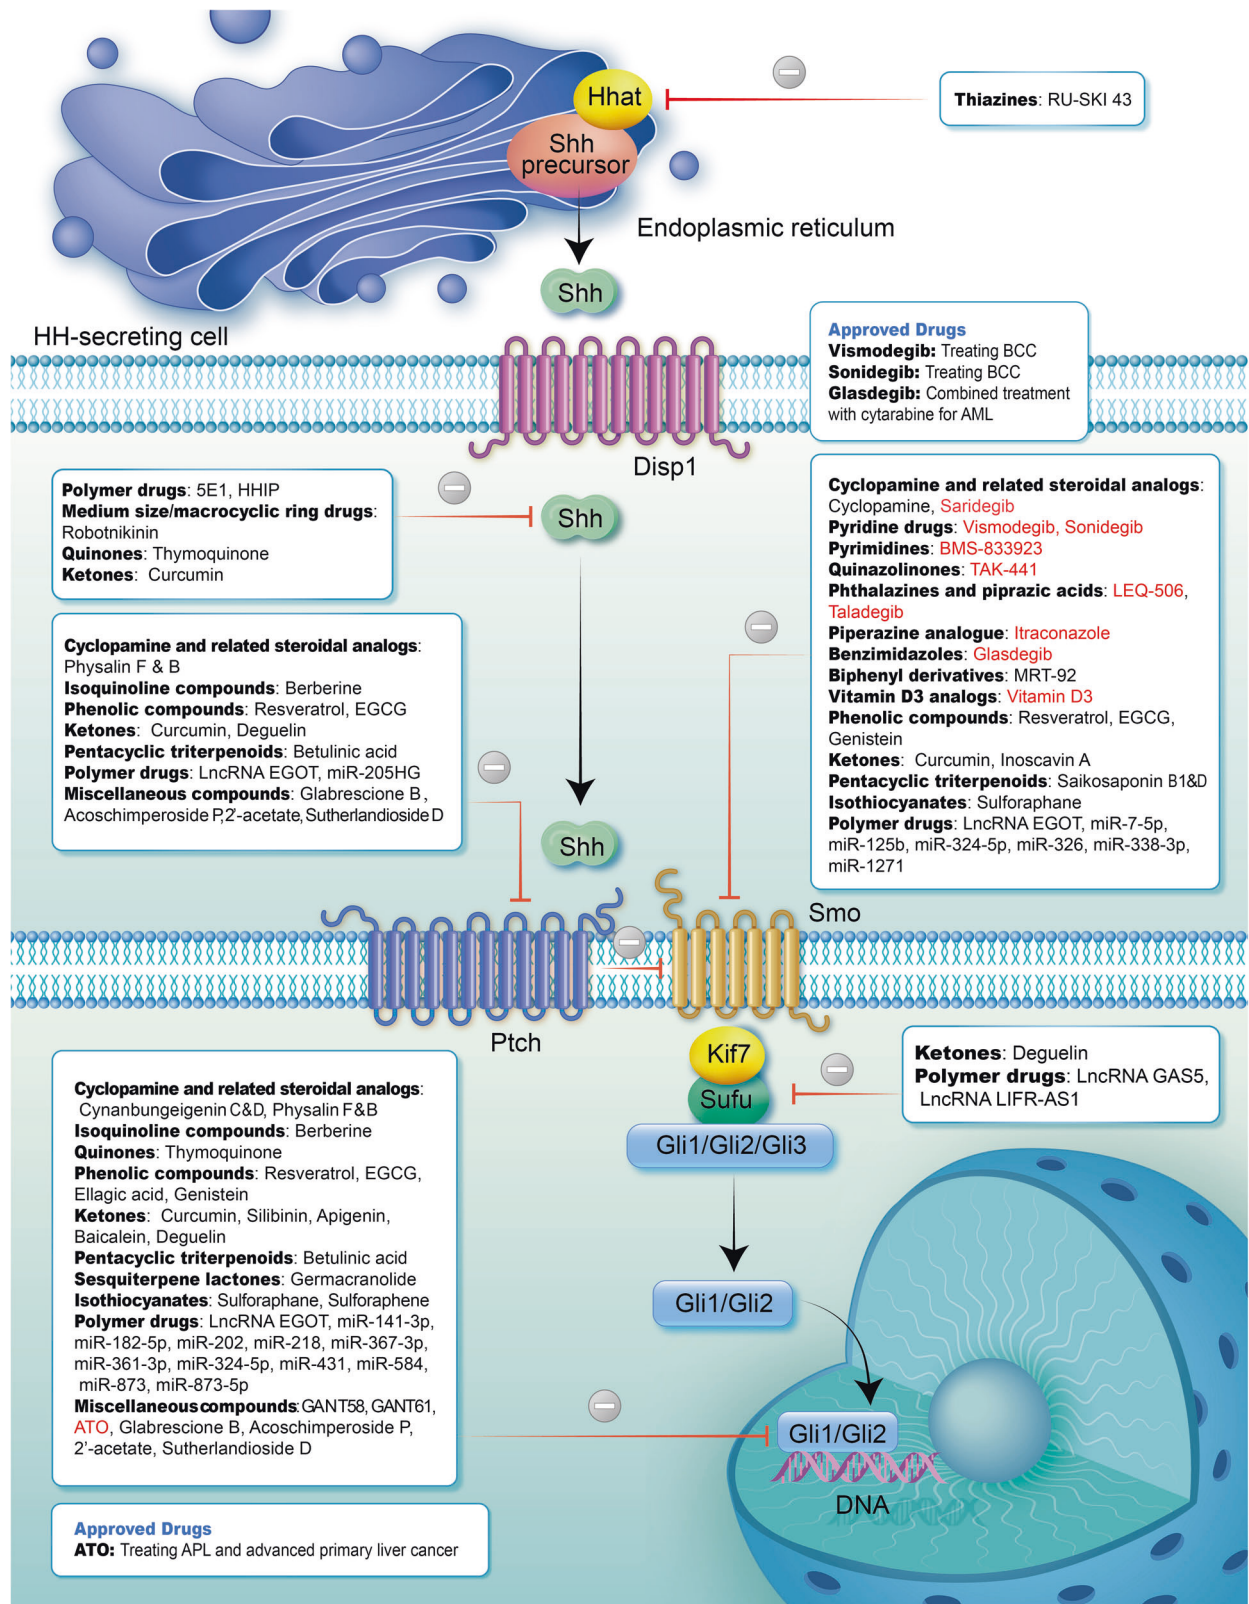 Hhat
Thiazines: RU-SKI 43
Shh
precursor
Endoplasmic reticulum
Shh
HH-secreting cell
Approved Drugs
Vismodegib: Treating BCC
Sonidegib: Treating BCC
Glasdegib: Combined treatment
with cytarabine for AML
Disp1
Polymer drugs: 5E1, HHIP
Medium size/macrocyclic ring drugs:
Robotnikinin
Quinones: Thymoquinone
Ketones: Curcumin
Shh
Cyclopamine and related steroidal analogs:
Cyclopamine, Saridegib
Pyridine drugs: Vismodegib, Sonidegib
Pyrimidines: BMS-833923
Quinazolinones: TAK-441
Phthalazines and piprazic acids: LEQ-506,
Taladegib
Piperazine analogue: Itraconazole
Benzimidazoles: Glasdegib
Biphenyl derivatives: MRT-92
Vitamin D3 analogs: Vitamin D3
Phenolic compounds: Resveratrol, EGCG,
Genistein
Ketones: Curcumin, Inoscavin A
Pentacyclic triterpenoids: Saikosaponin B1&D
Isothiocyanates: Sulforaphane
Polymer drugs: LncRNA EGOT, miR-7-5p,
miR-125b, miR-324-5p, miR-326, miR-338-3p,
miR-1271
Cyclopamine and related steroidal analogs:
Physalin F & B
Isoquinoline compounds: Berberine
Phenolic compounds: Resveratrol, EGCG
Ketones: Curcumin, Deguelin
Pentacyclic triterpenoids: Betulinic acid
Polymer drugs: LncRNA EGOT, miR-205HG
Miscellaneous compounds: Glabrescione B,
Acoschimperoside P,2'-acetate, Sutherlandioside D
Shh
Smo
Ptch
Kif7
Sufu
Gli1/Gli2/Gli3
Ketones: Deguelin
Polymer drugs: LncRNA GAS5,
LncRNA LIFR-AS1
Cyclopamine and related steroidal analogs:
Cynanbungeigenin C&D, Physalin F&B
Isoquinoline compounds: Berberine
Quinones: Thymoquinone
Phenolic compounds: Resveratrol, EGCG,
Ellagic acid, Genistein
Ketones: Curcumin, Silibinin, Apigenin,
Baicalein, Deguelin
Pentacyclic triterpenoids: Betulinic acid
Sesquiterpene lactones: Germacranolide
Isothiocyanates: Sulforaphane, Sulforaphene
Polymer drugs: LncRNA EGOT, miR-141-3p,
miR-182-5p, miR-202, miR-218, miR-367-3p,
miR-361-3p, miR-324-5p, miR-431, miR-584,
miR-873, miR-873-5p
Miscellaneous compounds: GANT58, GANT61,
ATO, Glabrescione B, Acoschimperoside P,
2'-acetate, Sutherlandioside D
Gli1/Gli2
Gli1/Gli2
DNA
Approved Drugs
ATO: Treating APL and advanced primary liver cancer